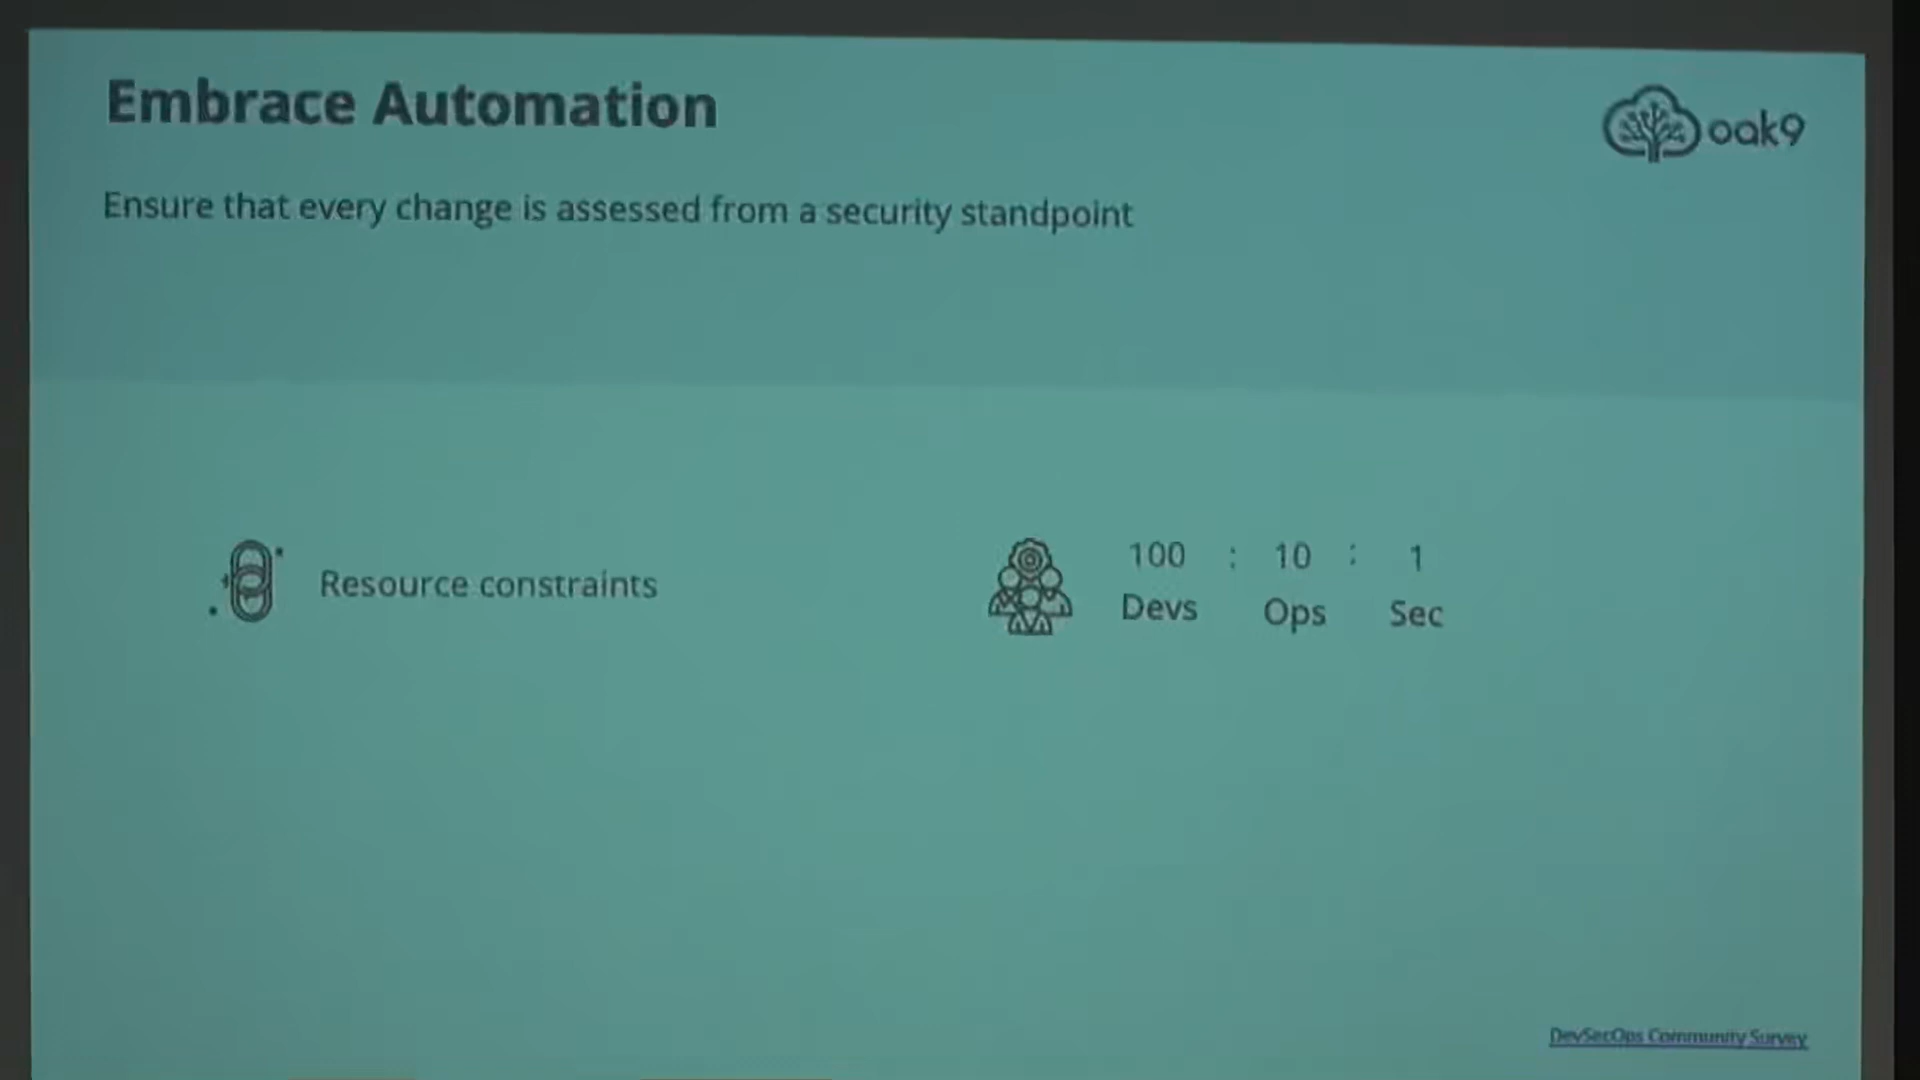 Embrace Automation
oak9
Ensure that every change is assessed from a security standpoint
Resource constraints
100 : 10 : 1
Devs Ops Sec
DevSecOps Community Survey